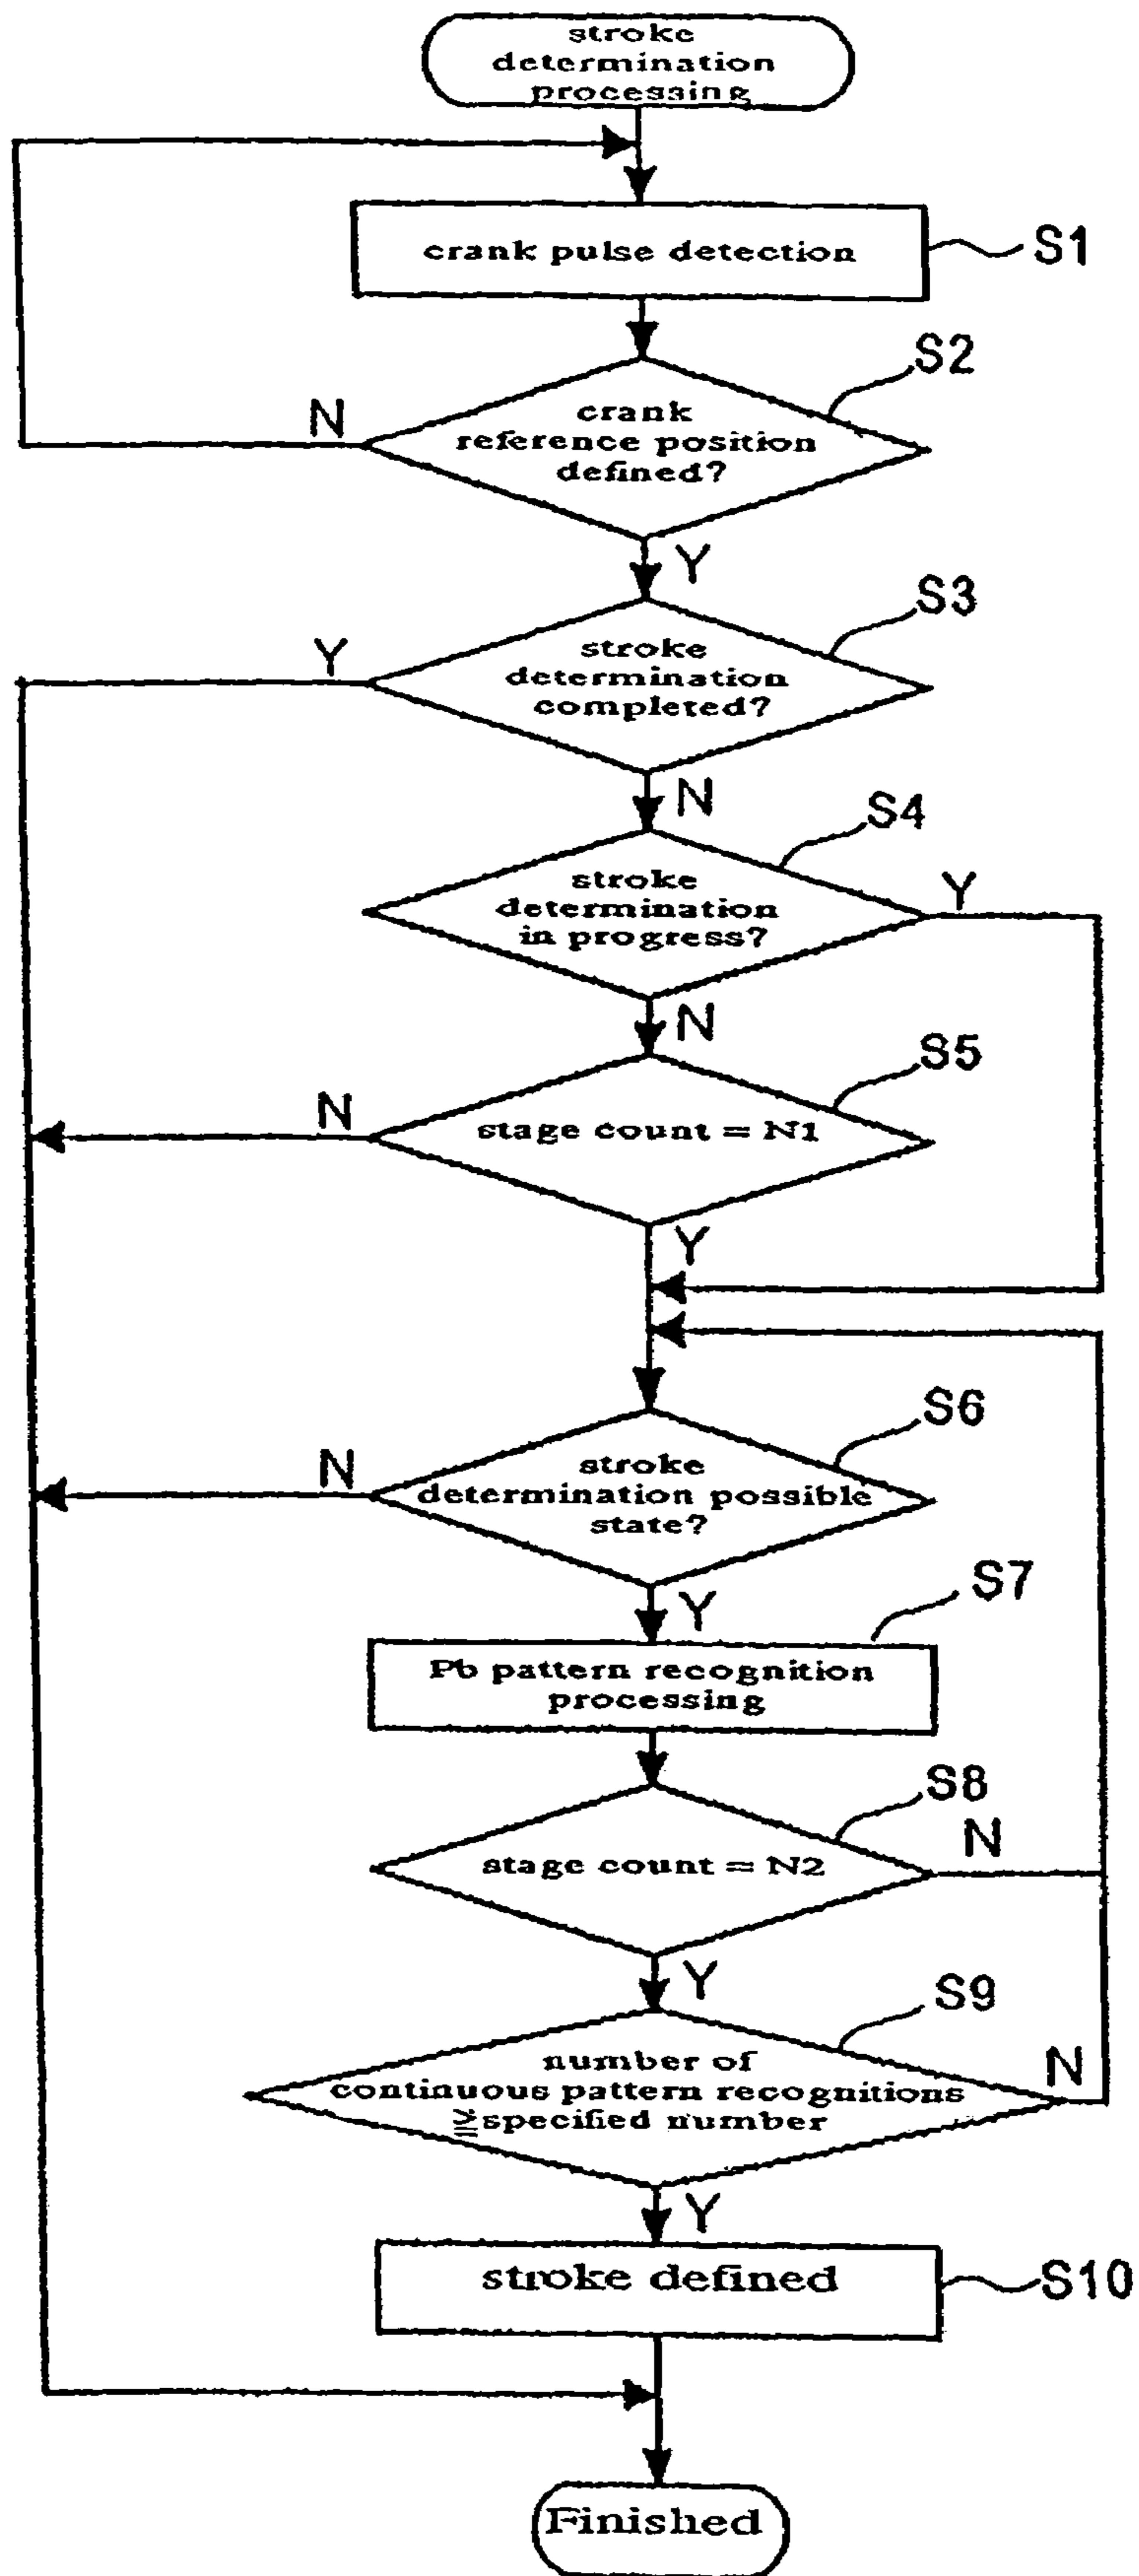 stroke
determination
processing
crank pulse detection
S1
S2
crank
reference position
defined?
N
Y
S3
stroke
determination
completed?
Y
N
S4
stroke
determination
in progress?
Y
N
S5
stage count = N1
N
Y
S6
stroke
determination possible
state?
N
Y
S7
Pb pattern recognition
processing
S8
stage count = N2
N
Y
S9
number of
continuous pattern recognitions
≧specified number
N
Y
stroke defined
S10
Finished